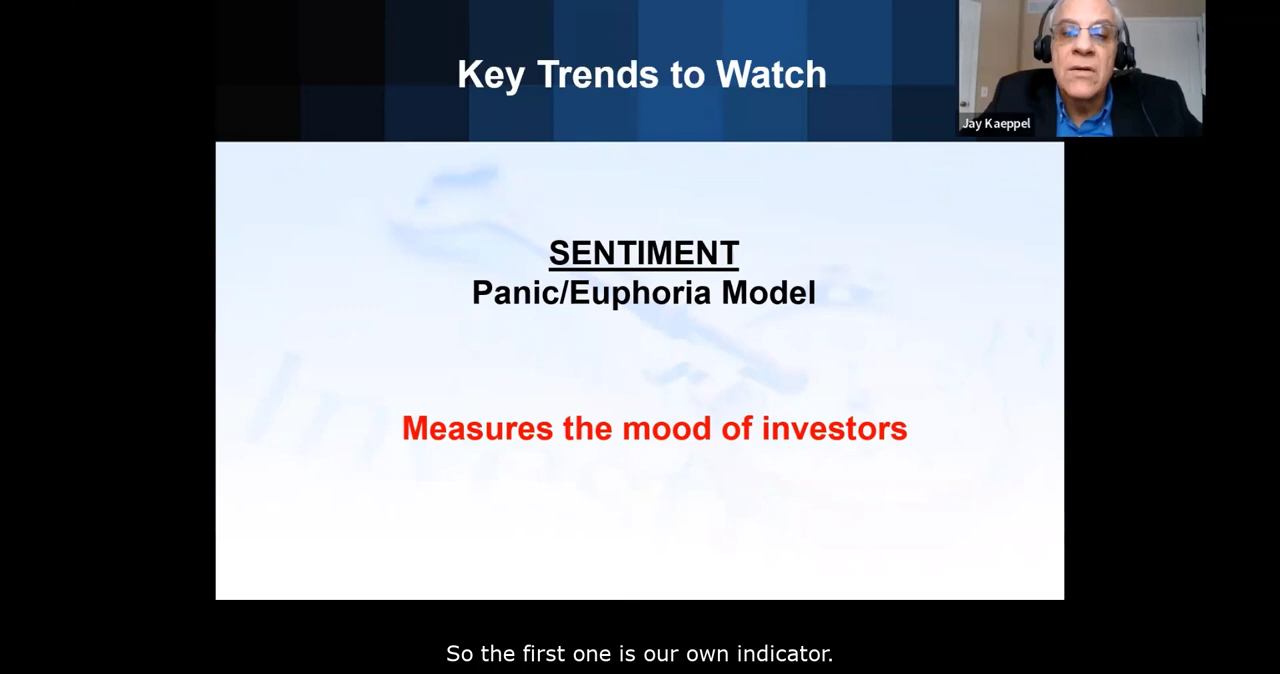 Key Trends to Watch
Jay Kaeppel
SENTIMENT
Panic/Euphoria Model
Measures the mood of investors
So the first one is our own indicator.